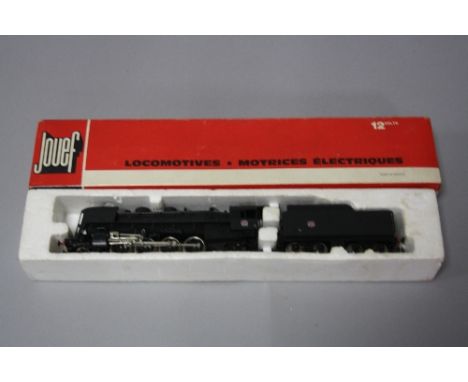 Jouef
12 VOLTS
LOCOMOTIVES • MOTRICES ÉLECTRIQUES